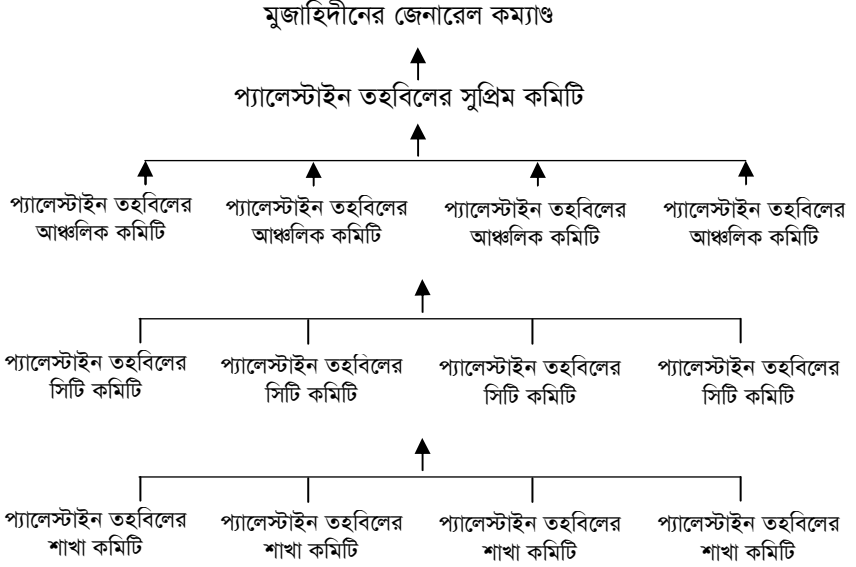 মুজাহিদীনের জেনারেল কম্যাণ্ড
প্যালেস্টাইন তহবিলের সুপ্রিম কমিটি
প্যালেস্টাইন তহবিলের
আঞ্চলিক কমিটি
প্যালেস্টাইন তহবিলের
আঞ্চলিক কমিটি
প্যালেস্টাইন তহবিলের
আঞ্চলিক কমিটি
প্যালেস্টাইন তহবিলের
আঞ্চলিক কমিটি
প্যালেস্টাইন তহবিলের
সিটি কমিটি
প্যালেস্টাইন তহবিলের
সিটি কমিটি
প্যালেস্টাইন তহবিলের
সিটি কমিটি
প্যালেস্টাইন তহবিলের
সিটি কমিটি
প্যালেস্টাইন তহবিলের
শাখা কমিটি
প্যালেস্টাইন তহবিলের
শাখা কমিটি
প্যালেস্টাইন তহবিলের
শাখা কমিটি
প্যালেস্টাইন তহবিলের
শাখা কমিটি